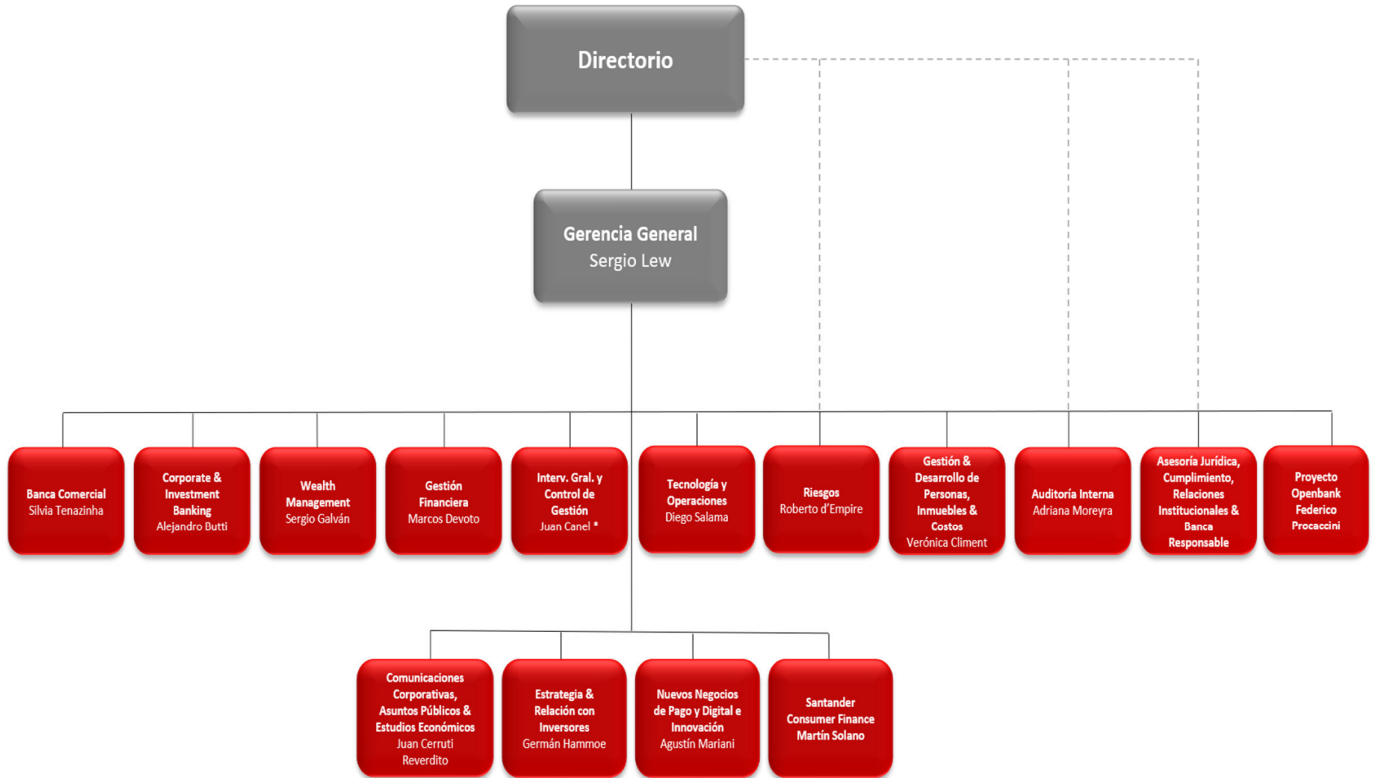 Directorio
Gerencia General
Sergio Lew
Banca Comercial
Silvia Tenazinha
Corporate &
Investment
Banking
Alejandro Butti
Wealth
Management
Sergio Galván
Gestión
Financiera
Marcos Devoto
Interv. Gral. y
Control de
Gestión
Juan Canel *
Tecnología y
Operaciones
Diego Salama
Riesgos
Roberto d’Empire
Gestión &
Desarrollo de
Personas,
Inmuebles &
Costos
Verónica Climent
Auditoría Interna
Adriana Moreyra
Asesoría Jurídica,
Cumplimiento,
Relaciones
Institucionales &
Banca
Responsable
Proyecto
Openbank
Federico
Procaccini
Comunicaciones
Corporativas,
Asuntos Públicos &
Estudios Económicos
Juan Cerruti
Reverdito
Estrategia &
Relación con
Inversores
Germán Hammoe
Nuevos Negocios
de Pago y Digital e
Innovación
Agustín Mariani
Santander
Consumer Finance
Martín Solano